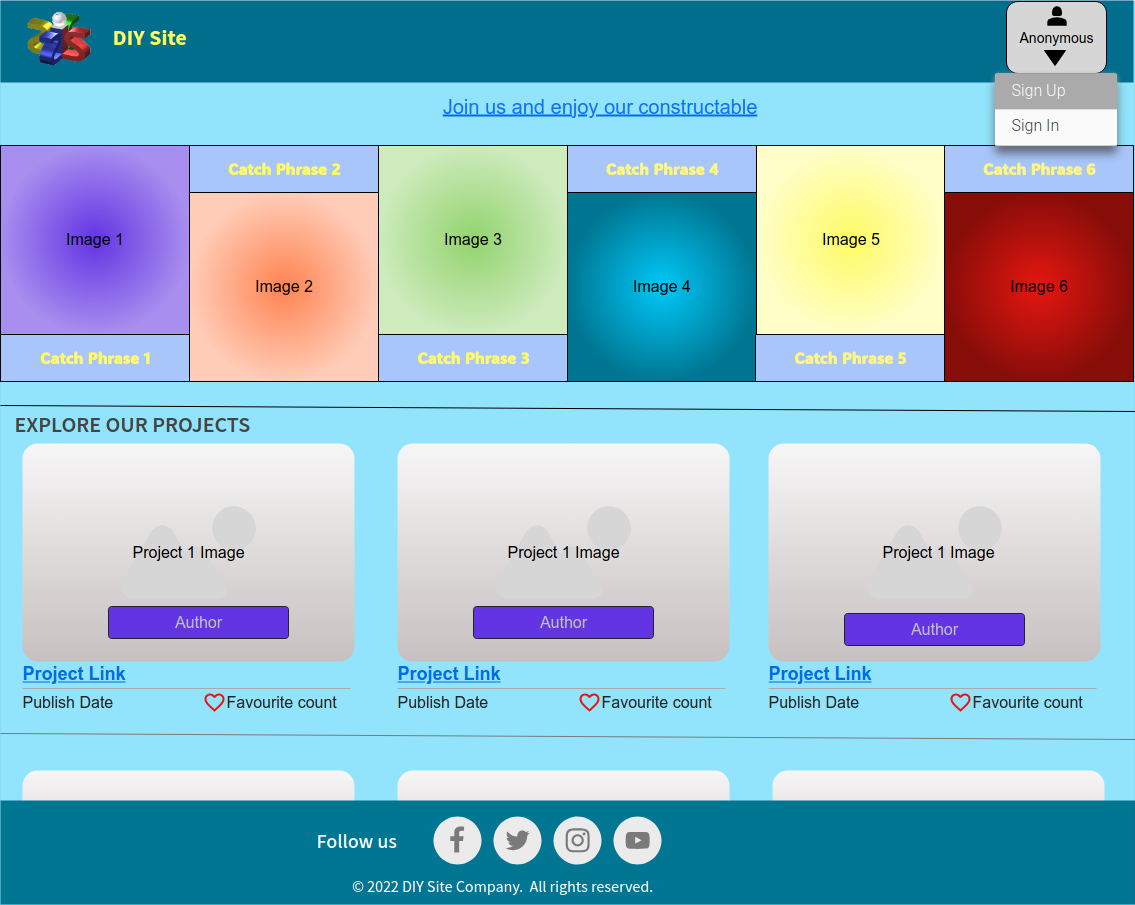 DIY Site
Anonymous
Sign Up
Sign In
Join us and enjoy our constructable
Catch Phrase 2
Catch Phrase 4
Catch Phrase 6
Image 1
Image 3
Image 5
Image 2
Image 4
Image 6
Catch Phrase 1
Catch Phrase 3
Catch Phrase 5
EXPLORE OUR PROJECTS
Project 1 Image
Project 1 Image
Project 1 Image
Author
Author
Author
Project Link
Project Link
Project Link
Publish Date
Favourite count
Publish Date
Favourite count
Publish Date
Favourite count
Follow us
© 2022 DIY Site Company. All rights reserved.